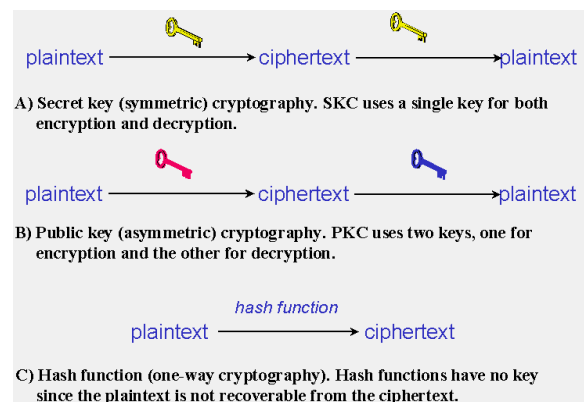 plaintext ciphertext plaintext
A) Secret key (symmetric) cryptography. SKC uses a single key for both
encryption and decryption.
plaintext ciphertext plaintext
B) Public key (asymmetric) cryptography. PKC uses two keys, one for
encryption and the other for decryption.
hash function
plaintext ciphertext
C) Hash function (one-way cryptography). Hash functions have no key
since the plaintext is not recoverable from the ciphertext.